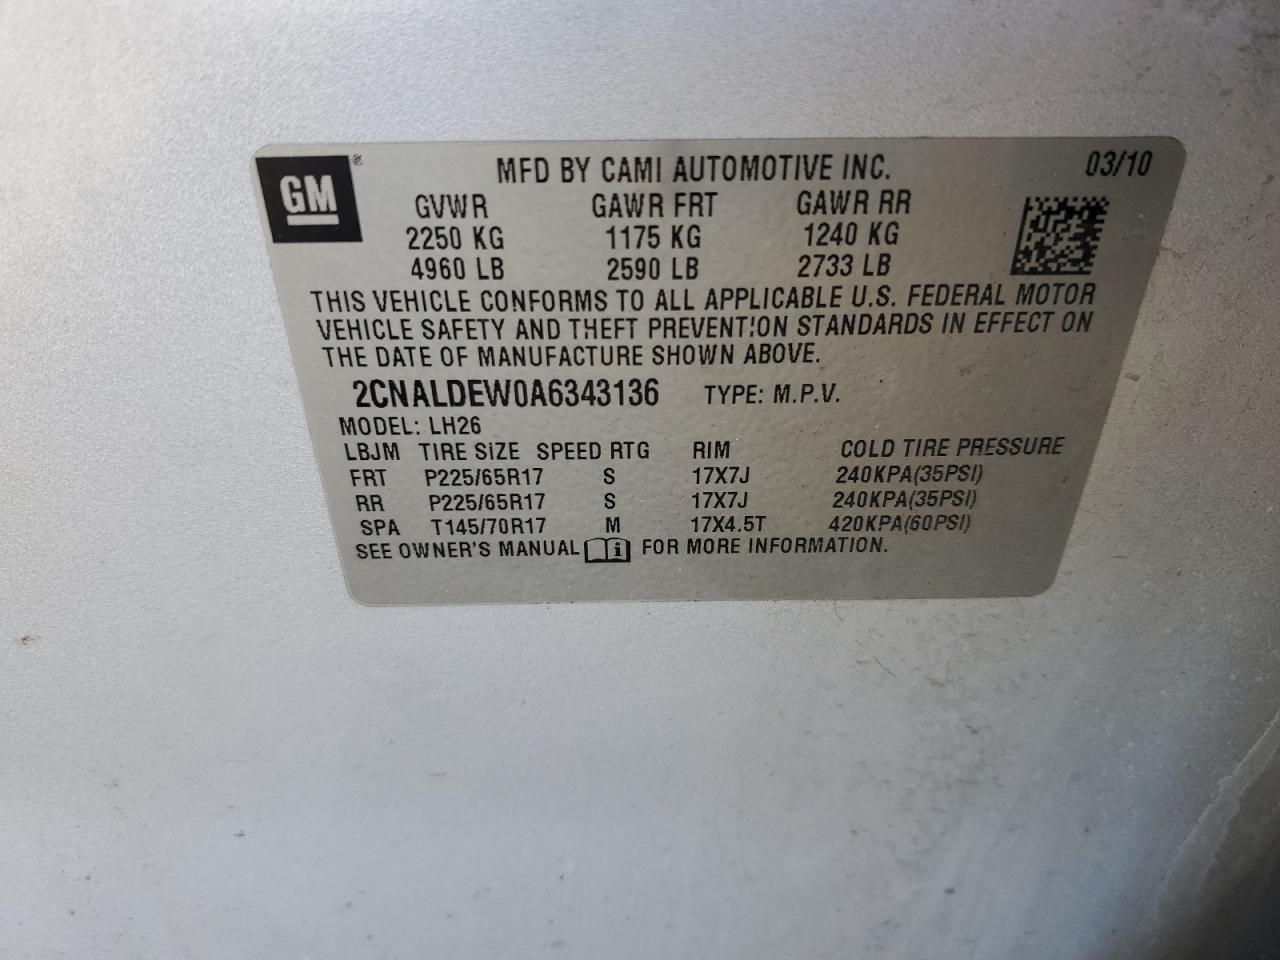 GM ® MFD BY CAMI AUTOMOTIVE INC. 03/10
GVWR GAWR FRT GAWR RR
2250 KG 1175 KG 1240 KG
4960 LB 2590 LB 2733 LB
THIS VEHICLE CONFORMS TO ALL APPLICABLE U.S. FEDERAL MOTOR
VEHICLE SAFETY AND THEFT PREVENTION STANDARDS IN EFFECT ON
THE DATE OF MANUFACTURE SHOWN ABOVE.
2CNALDEW0A6343136 TYPE: M.P.V.
MODEL: LH26
LBJM TIRE SIZE SPEED RTG RIM COLD TIRE PRESSURE
FRT P225/65R17 S 17X7J 240KPA(35PSI)
RR P225/65R17 S 17X7J 240KPA(35PSI)
SPA T145/70R17 M 17X4.5T 420KPA(60PSI)
SEE OWNER'S MANUAL i FOR MORE INFORMATION.